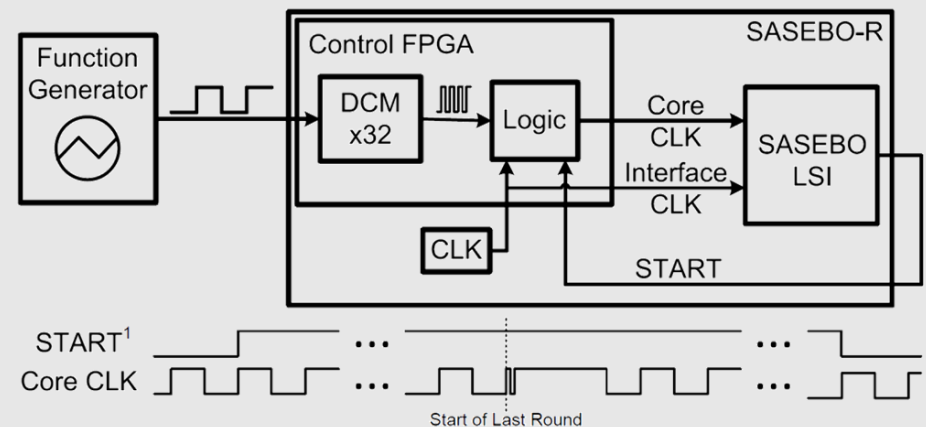 SASEBO-R
Control FPGA
Function
Generator
DCM
x32
Logic
Core
CLK
SASEBO
LSI
Interface
CLK
CLK
START
START¹
Core CLK
Start of Last Round